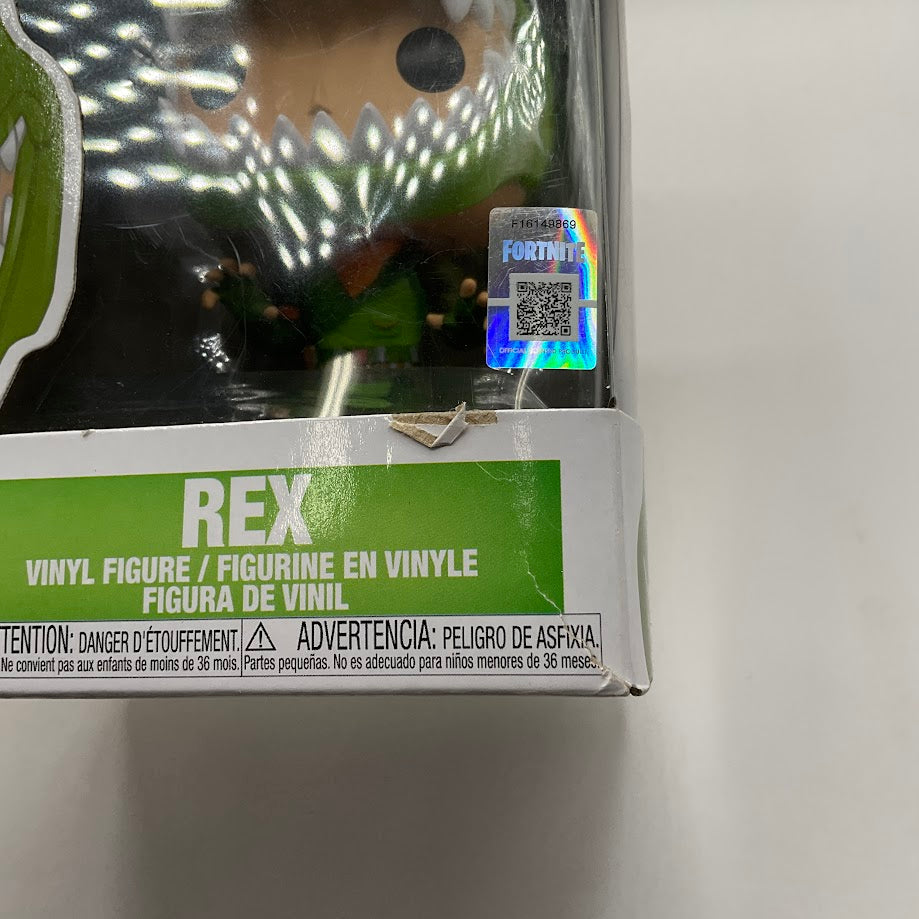 F16149869
FORTNITE
OFFICIAL
REX
VINYL FIGURE / FIGURINE EN VINYLE
FIGURA DE VINIL
TENTION: DANGER D'ÉTOUFFEMENT.
Ne convient pas aux enfants de moins de 36 mois.
ADVERTENCIA: PELIGRO DE ASFIXIA.
Partes pequeñas. No es adecuado para niños menores de 36 meses.